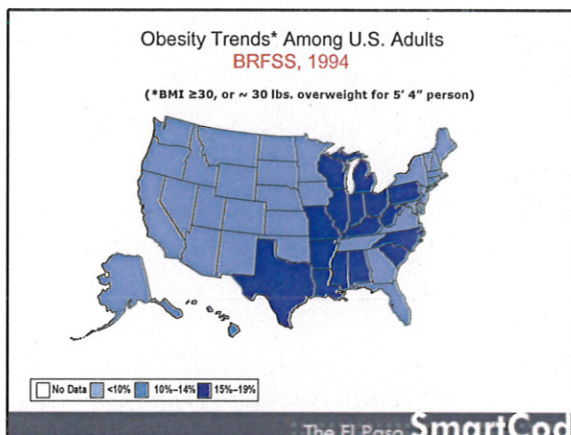 Obesity Trends* Among U.S. Adults
BRFSS, 1994
(*BMI ≥30, or ~ 30 lbs. overweight for 5’ 4” person)
No Data <10% 10%–14% 15%–19%
The El Paso SmartCod